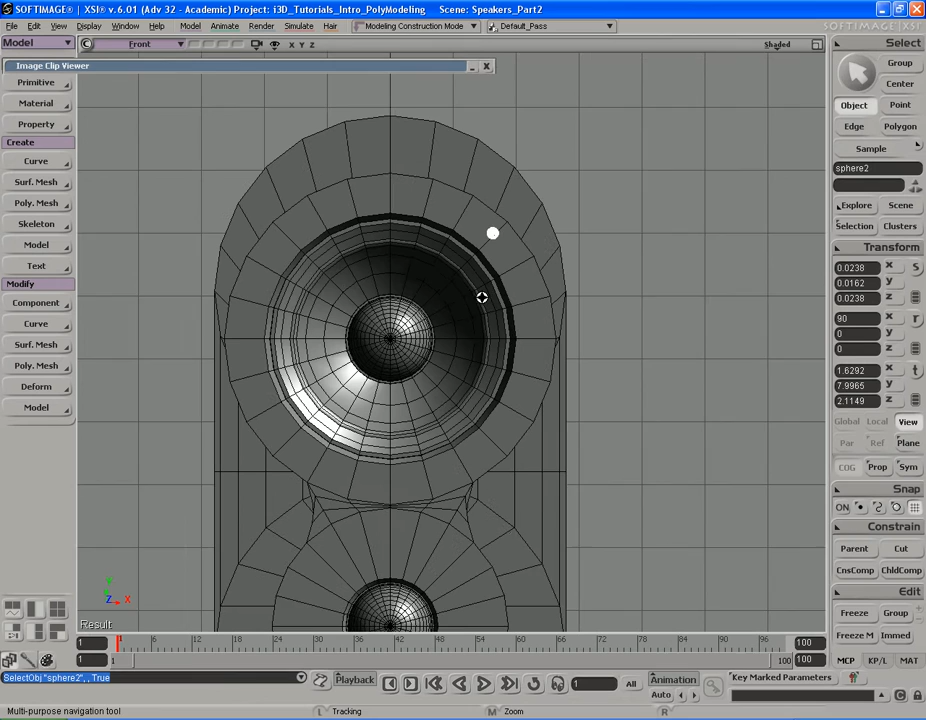 SOFTIMAGE® | XSI® v.6.01 (Adv 32 - Academic) Project: i3D_Tutorials_Intro_PolyModeling    Scene: Speakers_Part2
File Edit View Display Window Help Model Animate Render Simulate Hair Modeling Construction Mode Default_Pass SOFTIMAGE|XSI
Model C Front X Y Z Shaded Select
Image Clip Viewer
Primitive
Material
Property
Create
Curve
Surf. Mesh
Poly. Mesh
Skeleton
Model
Text
Modify
Component
Curve
Surf. Mesh
Poly. Mesh
Deform
Model
Group
Center
Object Point
Edge Polygon
Sample
sphere2
Explore Scene
Selection Clusters
Transform
0.0238 x s
0.0162 y
0.0238 z
90 x r
0 y
0 z
1.6292 x t
7.9965 y
2.1149 z
Global Local View
Par Ref Plane
COG Prop Sym
Snap
ON
Constrain
Parent Cut
CnsComp ChldComp
Edit
Freeze Group
Freeze M Immed
MCP KP/L MAT
Y
Z X
Result
1 1 6 12 18 24 30 36 42 48 54 60 66 72 78 84 90 96 100
1 1 100 100
SelectObj "sphere2", , True Playback 1 All Animation Key Marked Parameters
Auto
Multi-purpose navigation tool L Tracking M Zoom R